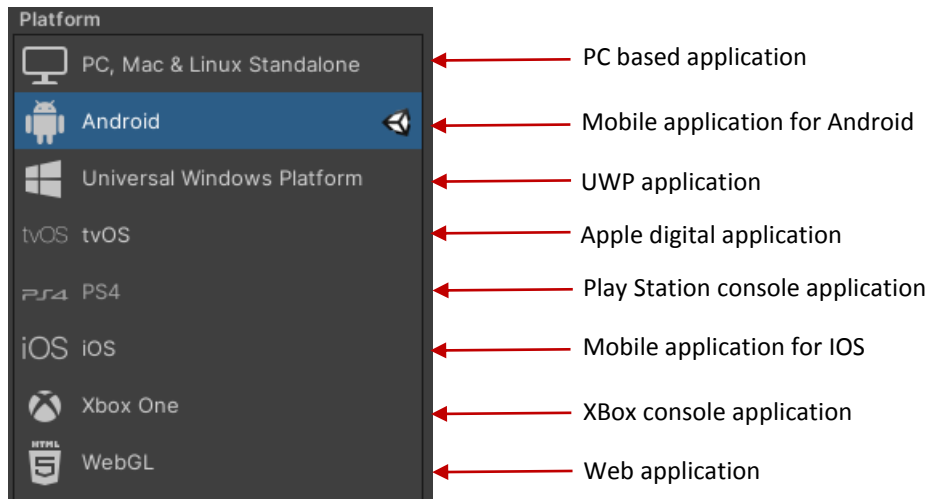 Platform
PC, Mac & Linux Standalone PC based application
Android Mobile application for Android
Universal Windows Platform UWP application
tvOS tvOS Apple digital application
PS4 PS4 Play Station console application
iOS iOS Mobile application for IOS
Xbox One XBox console application
HTML 5 WebGL Web application